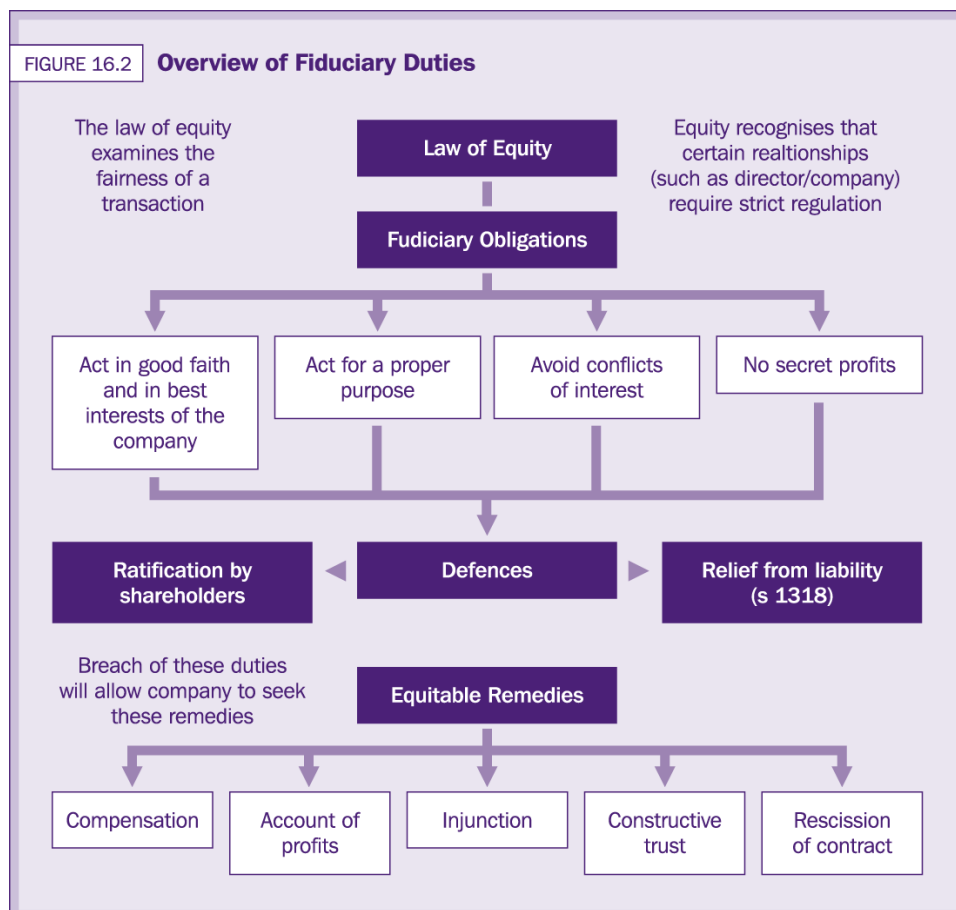 FIGURE 16.2 Overview of Fiduciary Duties
The law of equity
examines the
fairness of a
transaction
Law of Equity
Equity recognises that
certain realtionships
(such as director/company)
require strict regulation
Fudiciary Obligations
Act in good faith
and in best
interests of the
company
Act for a proper
purpose
Avoid conflicts
of interest
No secret profits
Ratification by
shareholders
Defences
Relief from liability
(s 1318)
Breach of these duties
will allow company to seek
these remedies
Equitable Remedies
Compensation
Account of
profits
Injunction
Constructive
trust
Rescission
of contract